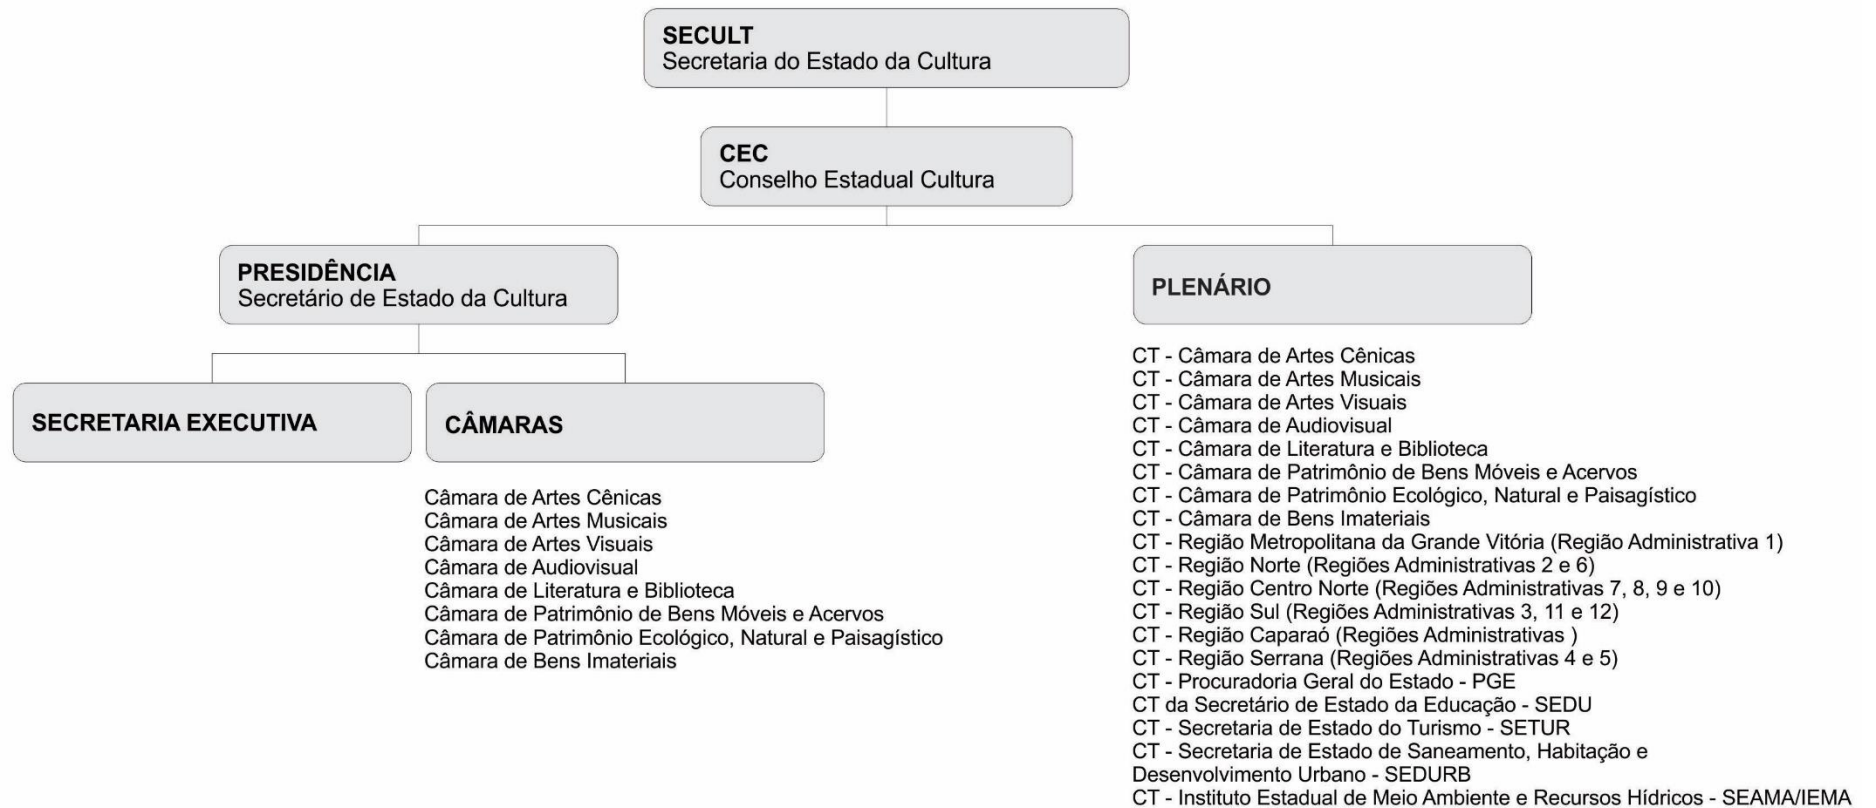 SECULT
Secretaria do Estado da Cultura
CEC
Conselho Estadual Cultura
PRESIDÊNCIA
Secretário de Estado da Cultura
PLENÁRIO
SECRETARIA EXECUTIVA
CÂMARAS
Câmara de Artes Cênicas
Câmara de Artes Musicais
Câmara de Artes Visuais
Câmara de Audiovisual
Câmara de Literatura e Biblioteca
Câmara de Patrimônio de Bens Móveis e Acervos
Câmara de Patrimônio Ecológico, Natural e Paisagístico
Câmara de Bens Imateriais
CT - Câmara de Artes Cênicas
CT - Câmara de Artes Musicais
CT - Câmara de Artes Visuais
CT - Câmara de Audiovisual
CT - Câmara de Literatura e Biblioteca
CT - Câmara de Patrimônio de Bens Móveis e Acervos
CT - Câmara de Patrimônio Ecológico, Natural e Paisagístico
CT - Câmara de Bens Imateriais
CT - Região Metropolitana da Grande Vitória (Região Administrativa 1)
CT - Região Norte (Regiões Administrativas 2 e 6)
CT - Região Centro Norte (Regiões Administrativas 7, 8, 9 e 10)
CT - Região Sul (Regiões Administrativas 3, 11 e 12)
CT - Região Caparaó (Regiões Administrativas )
CT - Região Serrana (Regiões Administrativas 4 e 5)
CT - Procuradoria Geral do Estado - PGE
CT da Secretário de Estado da Educação - SEDU
CT - Secretaria de Estado do Turismo - SETUR
CT - Secretaria de Estado de Saneamento, Habitação e
Desenvolvimento Urbano - SEDURB
CT - Instituto Estadual de Meio Ambiente e Recursos Hídricos - SEAMA/IEMA